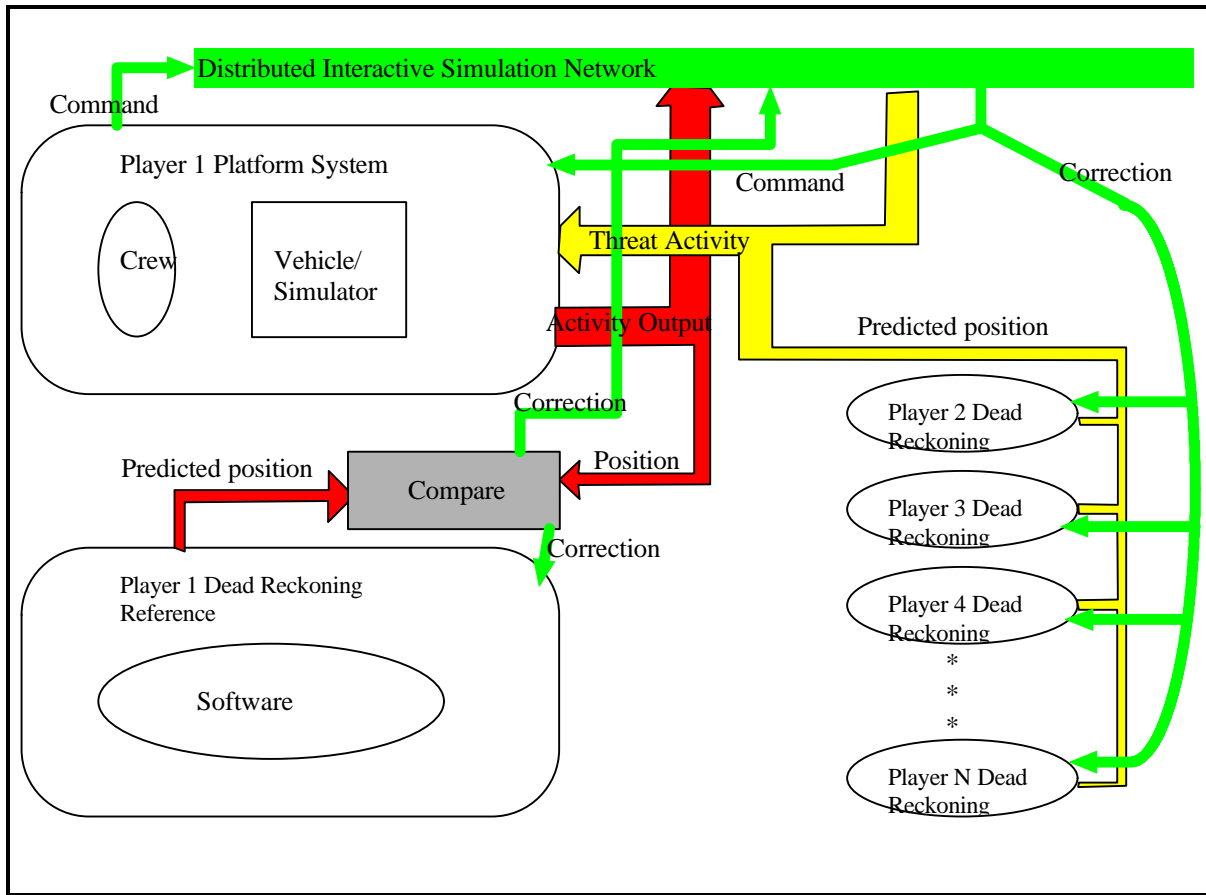 Distributed Interactive Simulation Network
Command
Player 1 Platform System
Crew
Vehicle/
Simulator
Command
Correction
Threat Activity
Activity Output
Predicted position
Correction
Player 2 Dead
Reckoning
Predicted position
Position
Compare
Player 3 Dead
Reckoning
Correction
Player 1 Dead Reckoning
Reference
Player 4 Dead
Reckoning
*
*
*
Software
Player N Dead
Reckoning